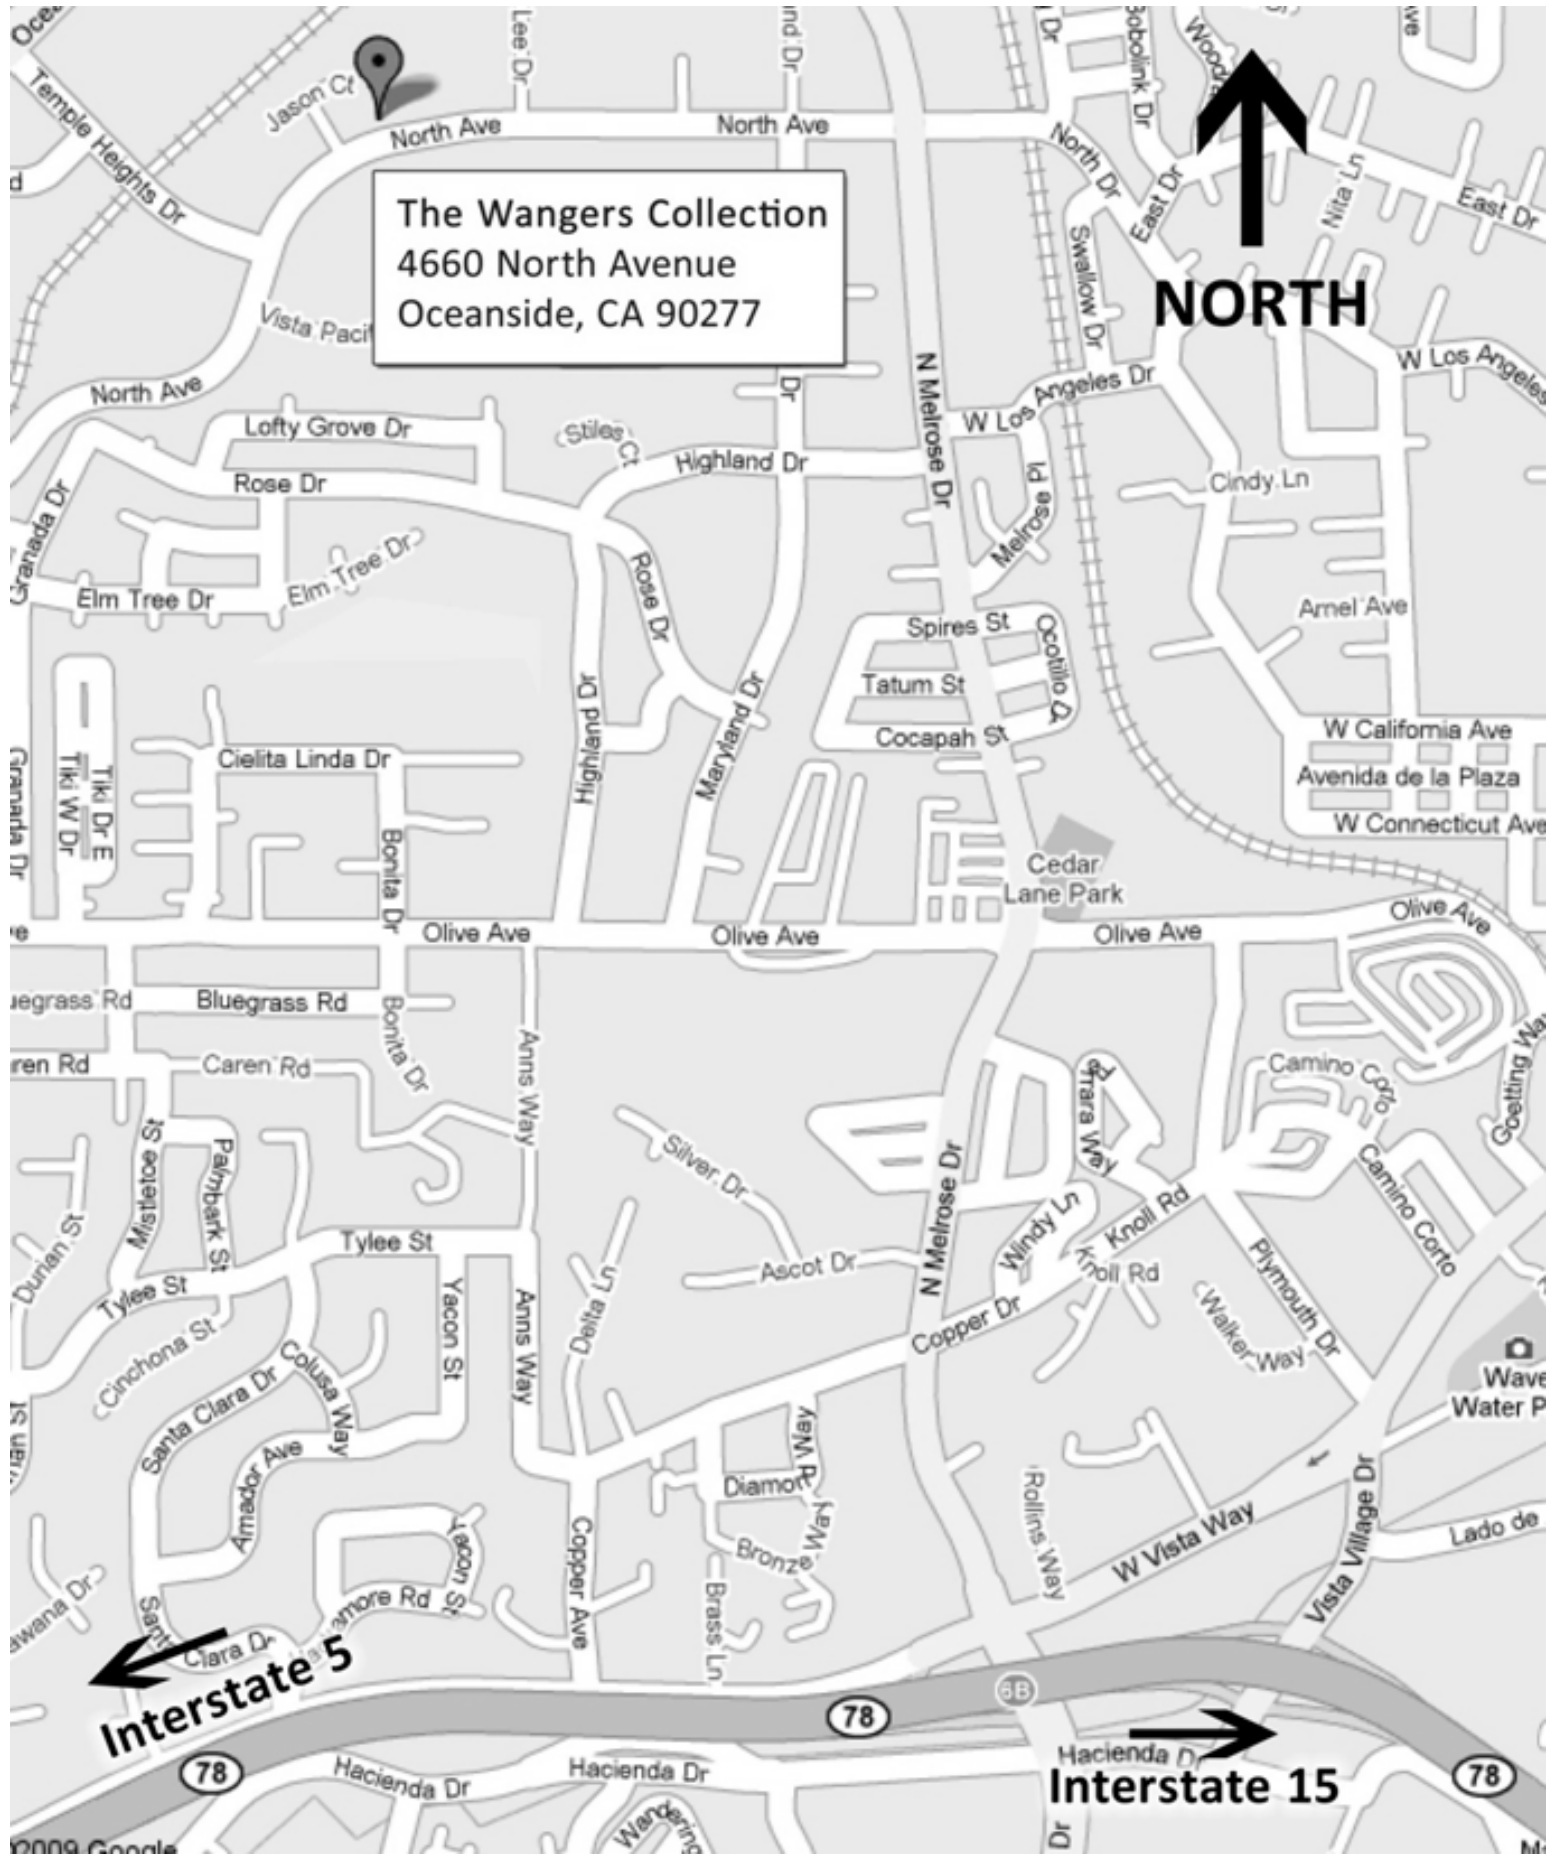 Lee Dr
Bobolink Dr
Temple Heights Dr
Jason Ct
North Ave
North Ave
North Dr
East Dr
Nita Ln
East Dr
The Wangers Collection
4660 North Avenue
Oceanside, CA 90277
Swallow Dr
NORTH
North Ave
N Melrose Dr
W Los Angeles Dr
W Los Angeles
Lofty Grove Dr
Stiles Ct
Highland Dr
Rose Dr
Melrose Pl
Cindy Ln
Granada Dr
Elm Tree Dr
Elm Tree Dr
Rose Dr
Arnel Ave
Spires St
Ocotillo
Tatum St
Cocapah St
Highland Dr
Maryland Dr
W California Ave
Cielita Linda Dr
Avenida de la Plaza
Granada Dr
Tiki W Dr
Tiki Dr E
W Connecticut Ave
Bonita Dr
Cedar
Lane Park
Olive Ave
Olive Ave
Olive Ave
Olive Ave
Bluegrass Rd
Bonita Dr
Anns Way
Caren Rd
Goetting Way
Camino Corto
Ferrara Way
Mistletoe St
Palmbark St
Silver Dr
N Melrose Dr
Camino Corto
Durian St
Tylee St
Windy Ln
Knoll Rd
Tylee St
Ascot Dr
Knoll Rd
Plymouth Dr
Yacon St
Anns Way
Delta Ln
Copper Dr
Walker Way
Cinchona St
Colusa Way
Santa Clara Dr
Wave
Water P
Amador Ave
Diamond Way
Rollins Way
W Vista Way
Vista Village Dr
Lado de
Copper Ave
Bronze Way
Yacon St
Brass Ln
Clara Dr
Interstate 5
6B
78
78
78
Hacienda Dr
Hacienda Dr
Hacienda Dr
Interstate 15
Wandering
2009 Google